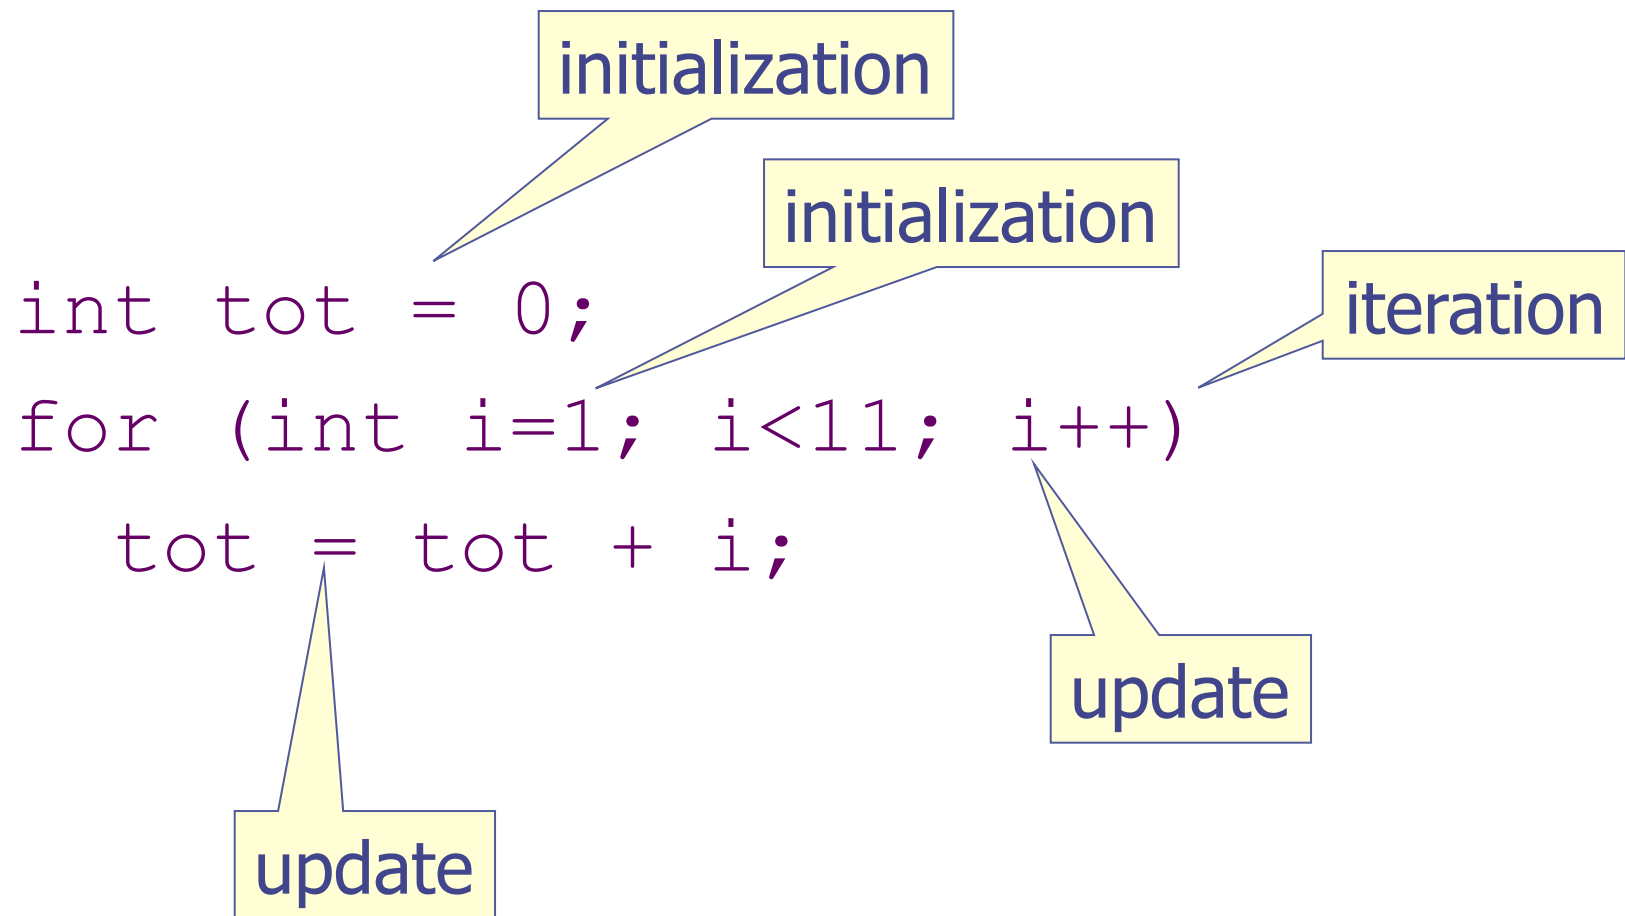 initialization
initialization
int tot = 0;
iteration
for (int i=1; i<11; i++)
tot = tot + i;
update
update